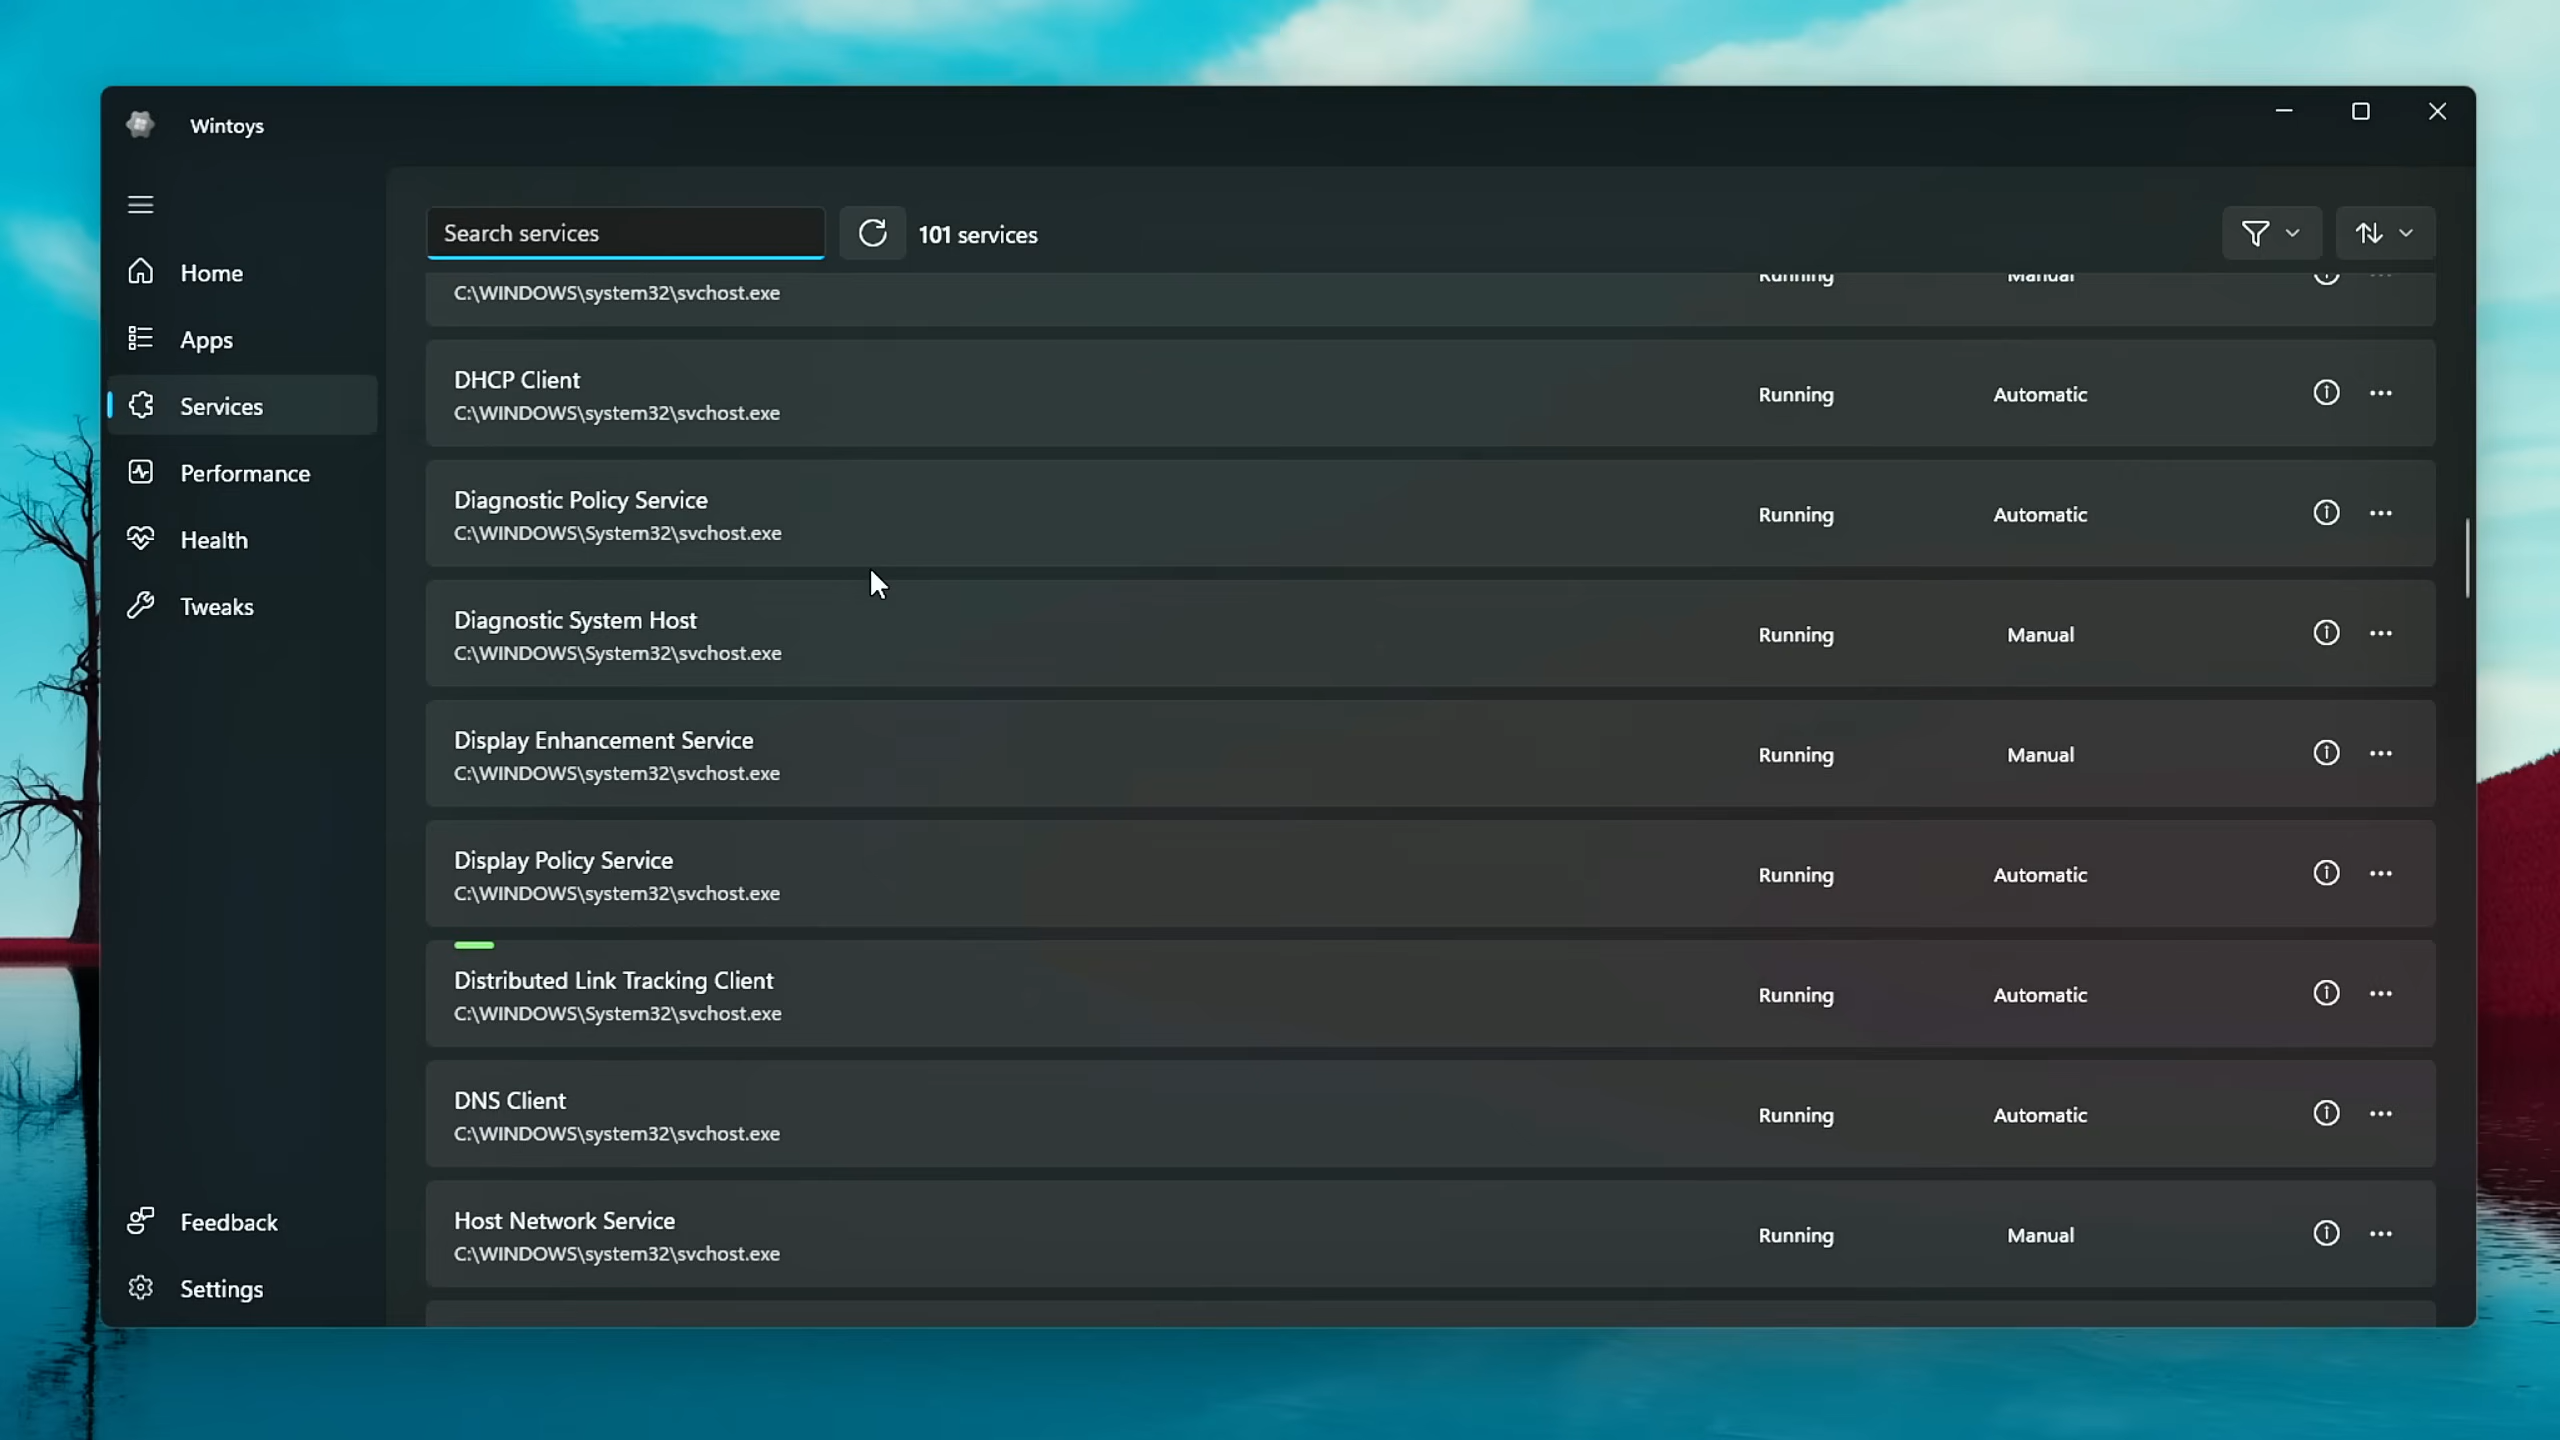 Wintoys
Search services
101 services
Home
Apps
Services
Performance
Health
Tweaks
Feedback
Settings
C:\WINDOWS\system32\svchost.exe Running Manual
DHCP Client
C:\WINDOWS\system32\svchost.exe
Running Automatic
Diagnostic Policy Service
C:\WINDOWS\System32\svchost.exe
Running Automatic
Diagnostic System Host
C:\WINDOWS\System32\svchost.exe
Running Manual
Display Enhancement Service
C:\WINDOWS\system32\svchost.exe
Running Manual
Display Policy Service
C:\WINDOWS\system32\svchost.exe
Running Automatic
Distributed Link Tracking Client
C:\WINDOWS\System32\svchost.exe
Running Automatic
DNS Client
C:\WINDOWS\system32\svchost.exe
Running Automatic
Host Network Service
C:\WINDOWS\system32\svchost.exe
Running Manual